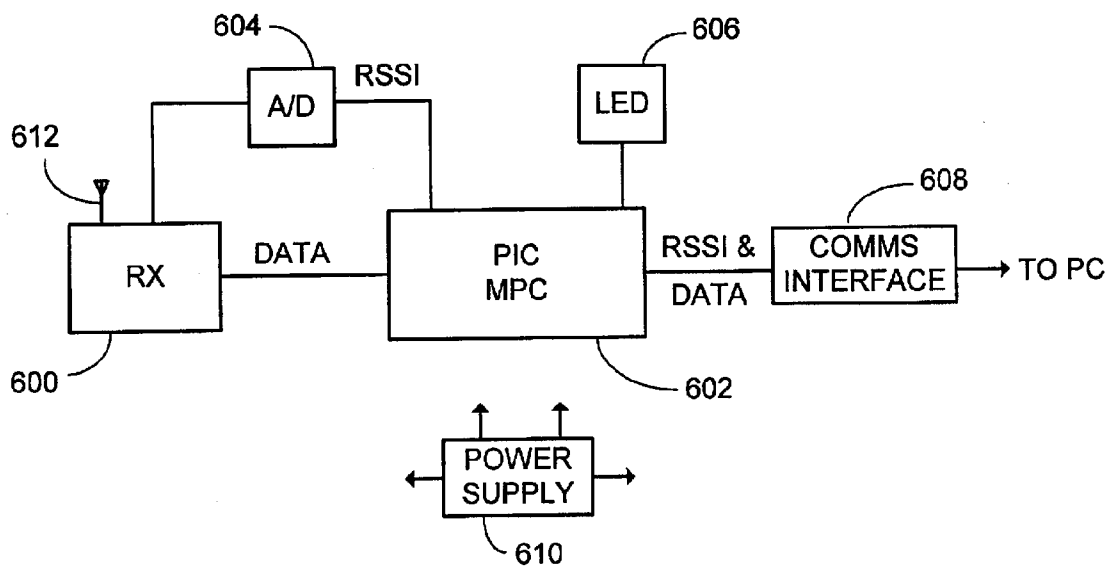 604
606
A/D
RSSI
LED
612
608
RX
DATA
PIC
MPC
RSSI &
DATA
COMMS
INTERFACE
TO PC
600
602
POWER
SUPPLY
610